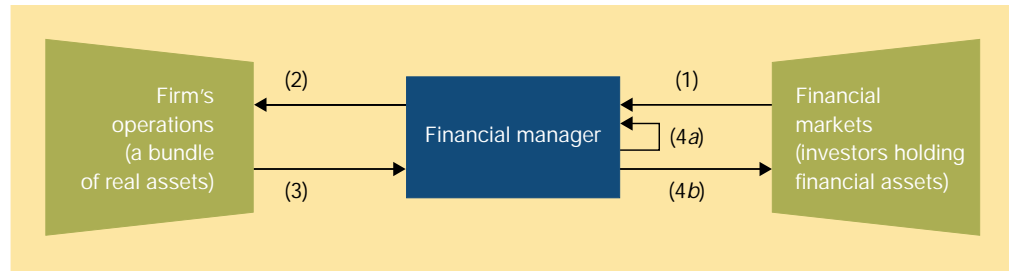 Firm's
operations
(a bundle
of real assets)
(2)
(3)
Financial manager
(1)
(4a)
(4b)
Financial
markets
(investors holding
financial assets)